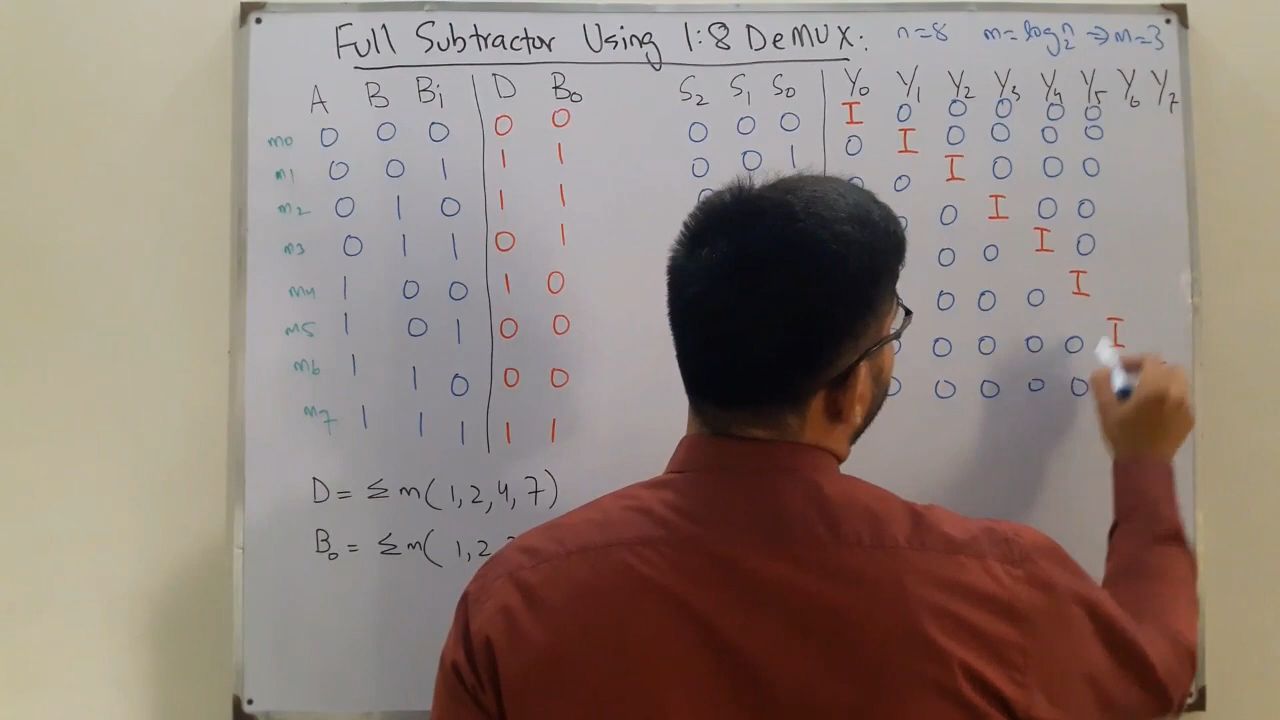 Full Subtractor Using 1:8 DeMUX: n=8 m=log₂n ⇒ m=3
A B Bi D B₀ S₂ S₁ S₀ Y₀ Y₁ Y₂ Y₃ Y₄ Y₅ Y₆ Y₇
m0 0 0 0 0 0 0 0 0 I 0 0 0 0 0
m1 0 0 1 1 1 0 0 1 0 I 0 0 0 0
m2 0 1 0 1 1 0 0 I 0 0 0
m3 0 1 1 0 1 0 I 0 0
m4 1 0 0 1 0 0 0 I 0
m5 1 0 1 0 0 0 0 0 I
m6 1 1 0 0 0 0 0 0 0 I
m7 1 1 1 1 1 0 0 0 0 0
D = Σm(1,2,4,7)
B₀ = Σm(1,2